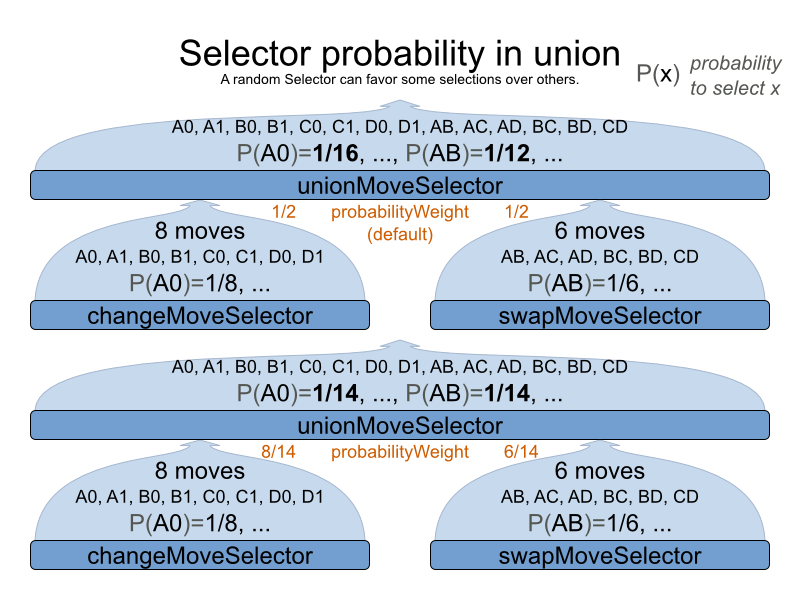 Selector probability in union
A random Selector can favor some selections over others.
P(x) probability
to select x
A0, A1, B0, B1, C0, C1, D0, D1, AB, AC, AD, BC, BD, CD
P(A0)=1/16, ..., P(AB)=1/12, ...
unionMoveSelector
1/2 probabilityWeight 1/2
(default)
8 moves
A0, A1, B0, B1, C0, C1, D0, D1
P(A0)=1/8, ...
changeMoveSelector
6 moves
AB, AC, AD, BC, BD, CD
P(AB)=1/6, ...
swapMoveSelector
A0, A1, B0, B1, C0, C1, D0, D1, AB, AC, AD, BC, BD, CD
P(A0)=1/14, ..., P(AB)=1/14, ...
unionMoveSelector
8/14 probabilityWeight 6/14
8 moves
A0, A1, B0, B1, C0, C1, D0, D1
P(A0)=1/8, ...
changeMoveSelector
6 moves
AB, AC, AD, BC, BD, CD
P(AB)=1/6, ...
swapMoveSelector